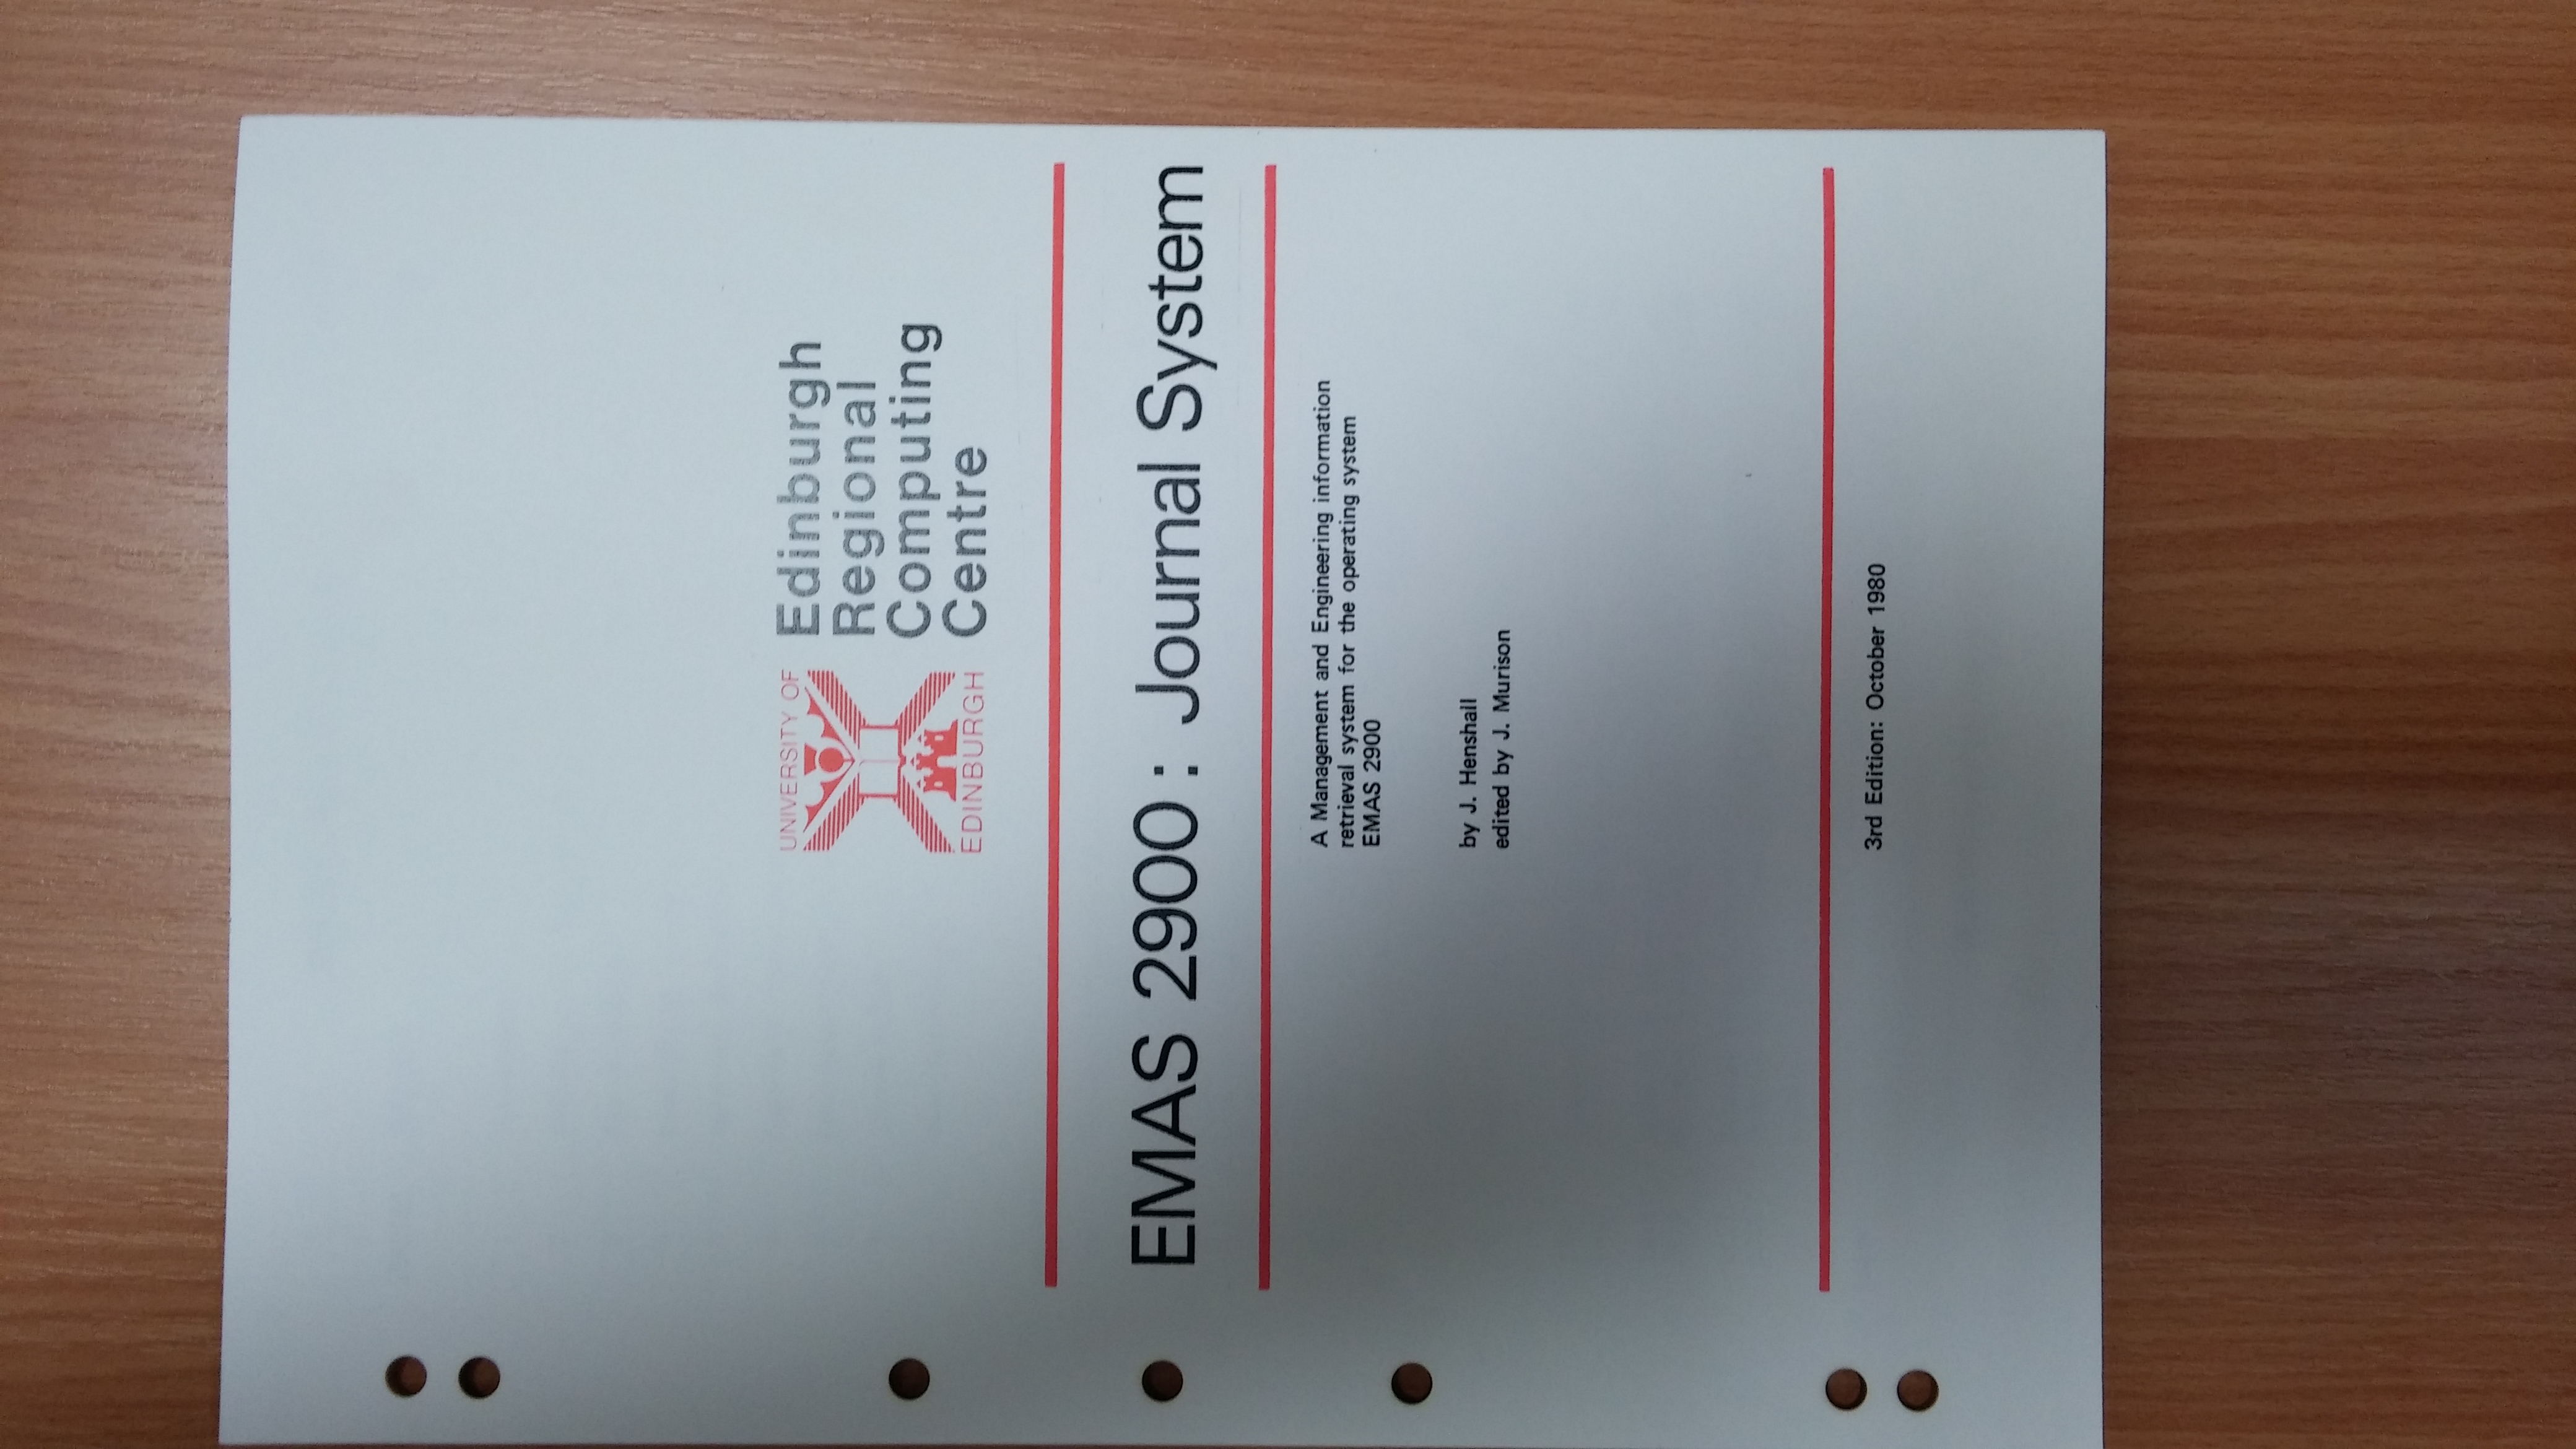 UNIVERSITY OF
EDINBURGH
Edinburgh
Regional
Computing
Centre
EMAS 2900 : Journal System
A Management and Engineering information
retrieval system for the operating system
EMAS 2900
by J. Henshall
edited by J. Murison
3rd Edition: October 1980